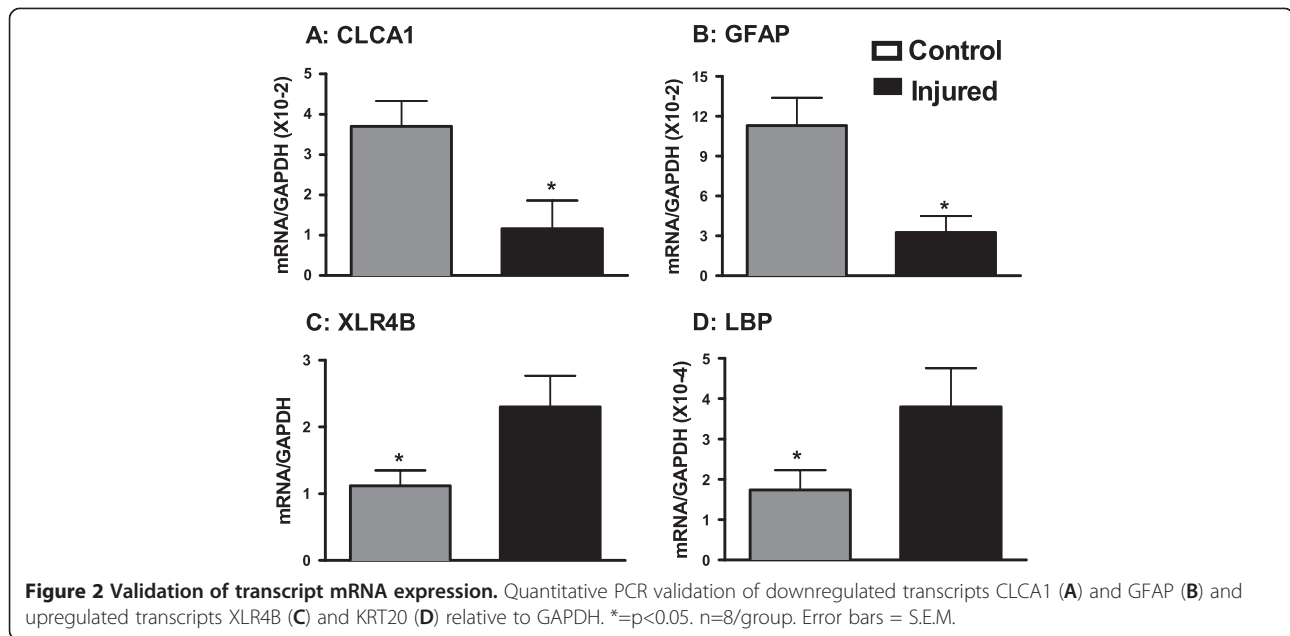 A: CLCA1
B: GFAP
Control
Injured
mRNA/GAPDH (X10-2)
5
4
3
2
1
0
*
mRNA/GAPDH (X10-2)
15
12
9
6
3
0
*
C: XLR4B
D: LBP
mRNA/GAPDH
3
2
1
0
*
mRNA/GAPDH (X10-4)
5
4
3
2
1
0
*
Figure 2 Validation of transcript mRNA expression. Quantitative PCR validation of downregulated transcripts CLCA1 (A) and GFAP (B) and
upregulated transcripts XLR4B (C) and KRT20 (D) relative to GAPDH. *=p<0.05. n=8/group. Error bars = S.E.M.